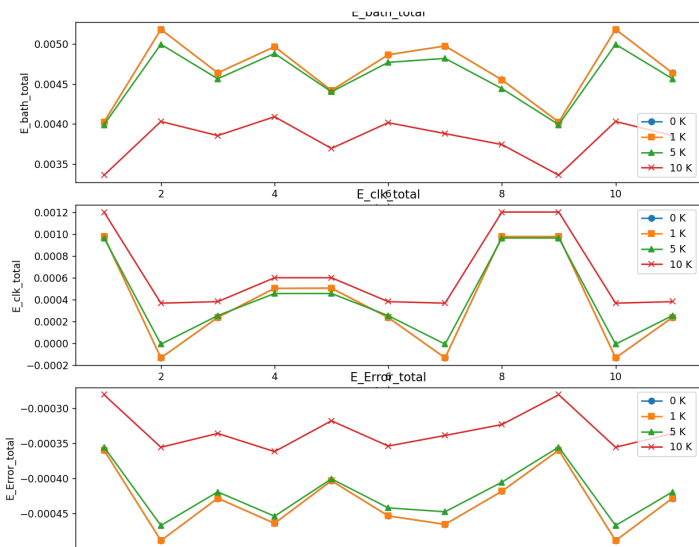 E_bath_total
0.0050
0.0045
0.0040
0.0035
E_bath_total
0 K
1 K
5 K
10 K
2 4 6 8 10
E_clk_total
0.0012
0.0010
0.0008
0.0006
0.0004
0.0002
0.0000
−0.0002
E_clk_total
0 K
1 K
5 K
10 K
2 4 6 8 10
E_Error_total
−0.00030
−0.00035
−0.00040
−0.00045
E_Error_total
0 K
1 K
5 K
10 K